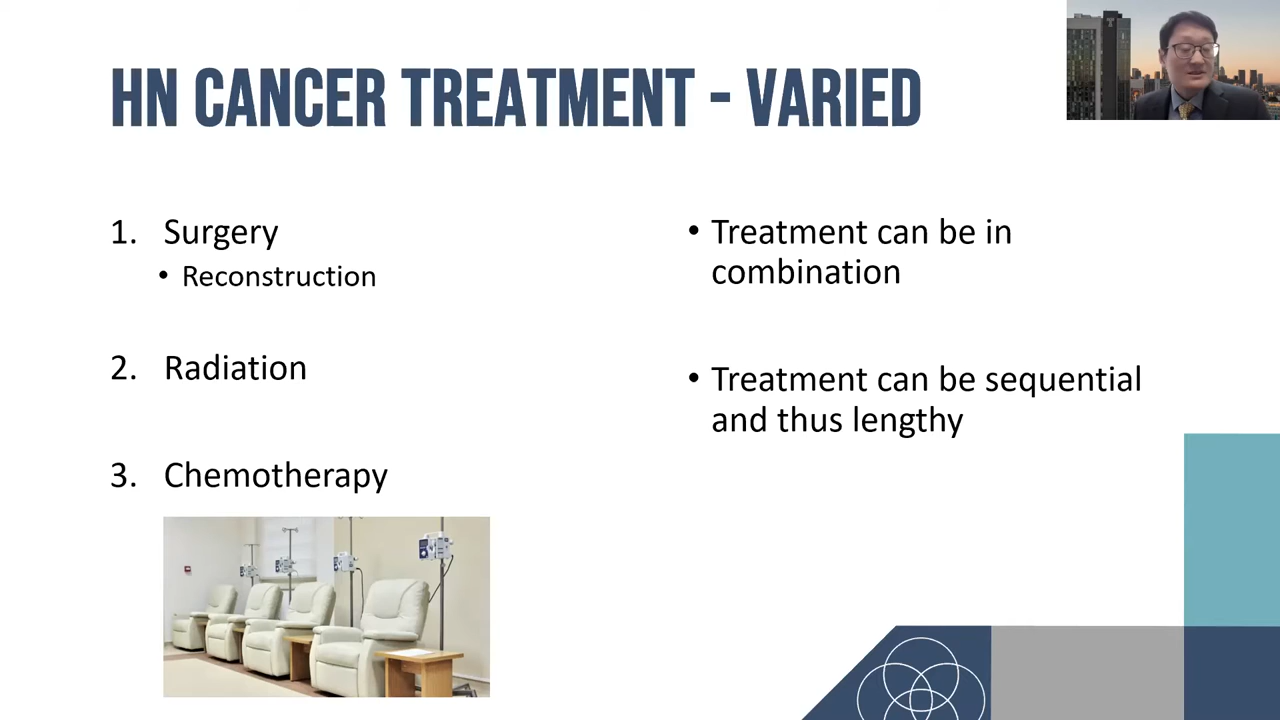 HN CANCER TREATMENT - VARIED
1. Surgery
• Reconstruction
2. Radiation
3. Chemotherapy
• Treatment can be in
combination
• Treatment can be sequential
and thus lengthy